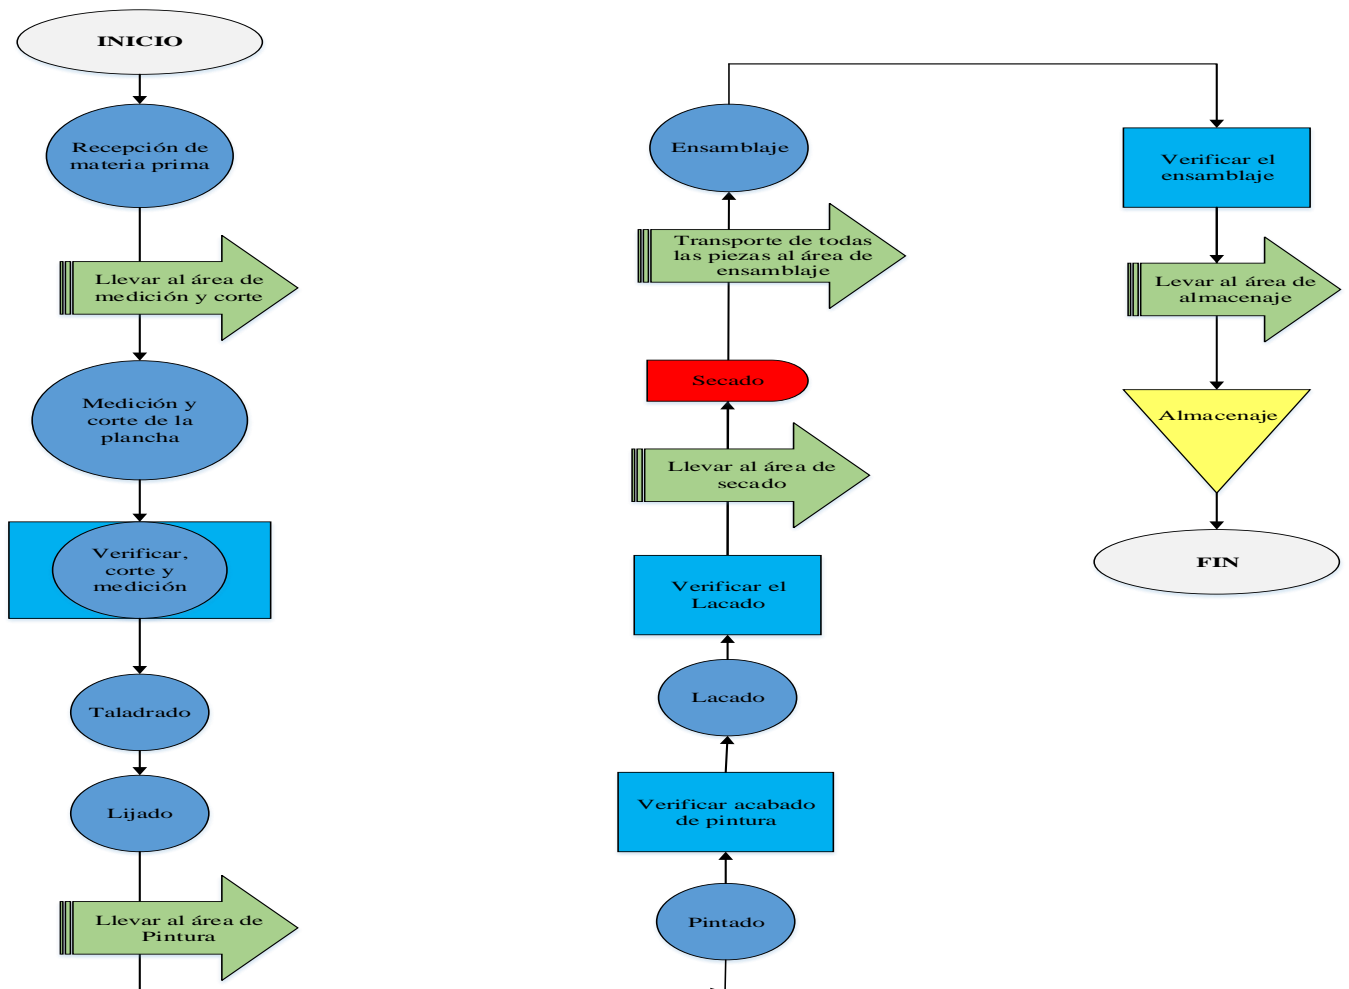 INICIO
Recepción de
materia prima
Llevar al área de
medición y corte
Medición y
corte de la
plancha
Verificar,
corte y
medición
Taladrado
Lijado
Llevar al área de
Pintura
Pintado
Verificar acabado
de pintura
Lacado
Verificar el
Lacado
Llevar al área de
secado
Secado
Transporte de todas
las piezas al área de
ensamblaje
Ensamblaje
Verificar el
ensamblaje
Levar al área de
almacenaje
Almacenaje
FIN